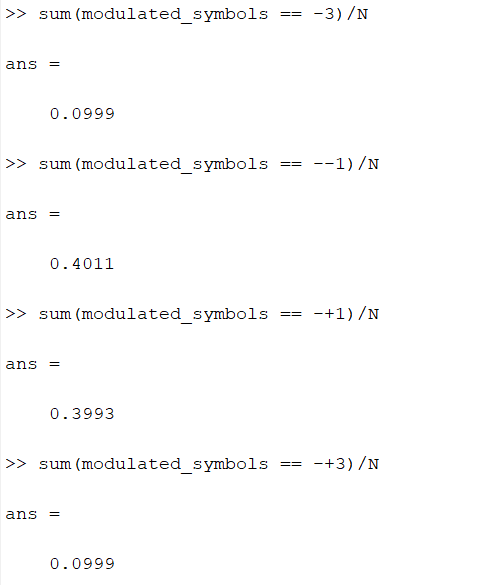 >> sum(modulated_symbols == -3)/N
ans =
0.0999
>> sum(modulated_symbols == --1)/N
ans =
0.4011
>> sum(modulated_symbols == -+1)/N
ans =
0.3993
>> sum(modulated_symbols == -+3)/N
ans =
0.0999